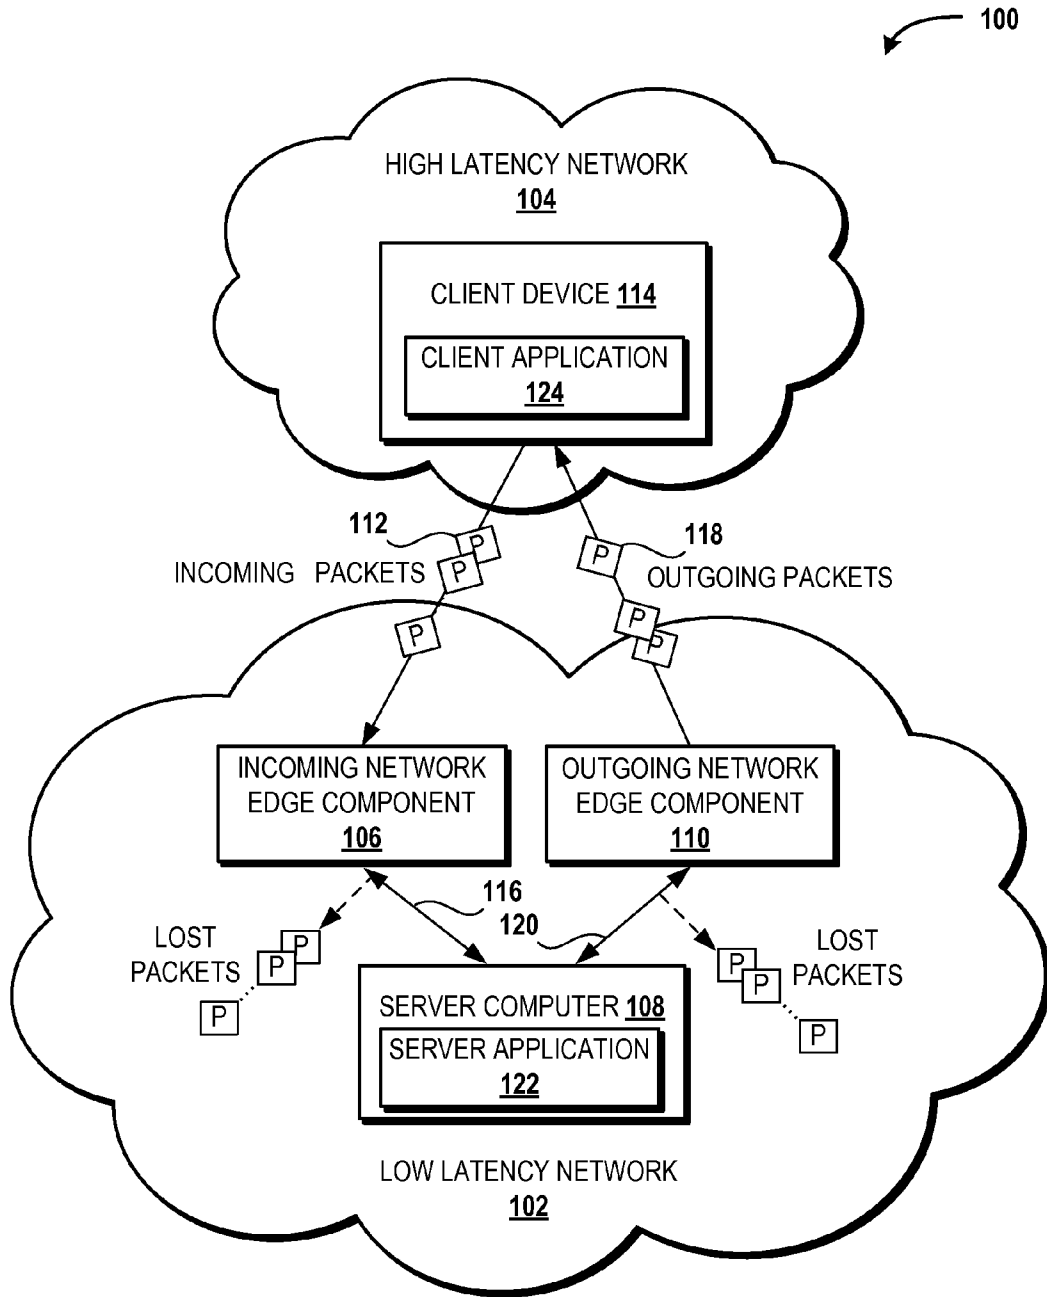 100
HIGH LATENCY NETWORK
104
CLIENT DEVICE 114
CLIENT APPLICATION
124
112
118
P
P
P
INCOMING PACKETS
P
P
P
OUTGOING PACKETS
INCOMING NETWORK
EDGE COMPONENT
106
OUTGOING NETWORK
EDGE COMPONENT
110
116
120
LOST
PACKETS
P
P
P
LOST
PACKETS
P
P
P
SERVER COMPUTER 108
SERVER APPLICATION
122
LOW LATENCY NETWORK
102